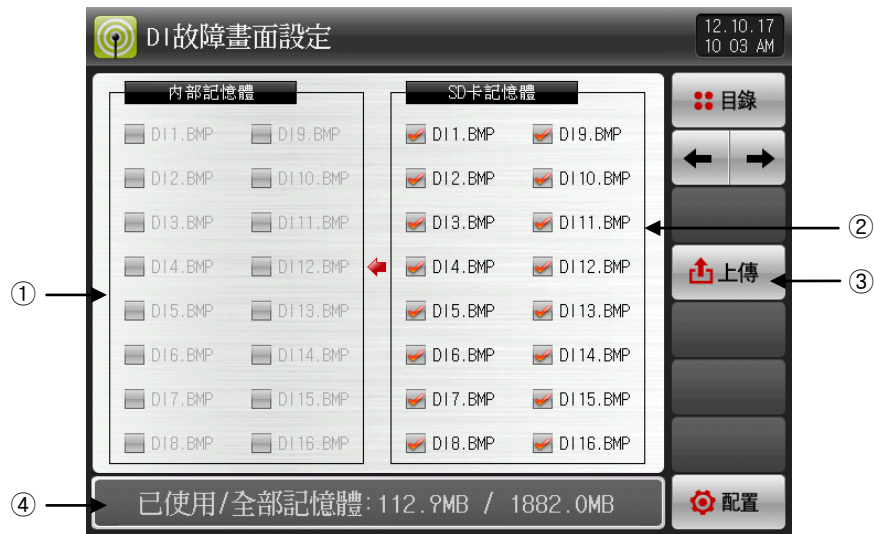 DI故障畫面設定
12.10.17
10 03 AM
內部記憶體
DI1.BMP DI9.BMP
DI2.BMP DI10.BMP
DI3.BMP DI11.BMP
DI4.BMP DI12.BMP
DI5.BMP DI13.BMP
DI6.BMP DI14.BMP
DI7.BMP DI15.BMP
DI8.BMP DI16.BMP
SD卡記憶體
DI1.BMP DI9.BMP
DI2.BMP DI10.BMP
DI3.BMP DI11.BMP
DI4.BMP DI12.BMP
DI5.BMP DI13.BMP
DI6.BMP DI14.BMP
DI7.BMP DI15.BMP
DI8.BMP DI16.BMP
目錄
上傳
配置
已使用/全部記憶體:112.9MB / 1882.0MB
①
②
③
④